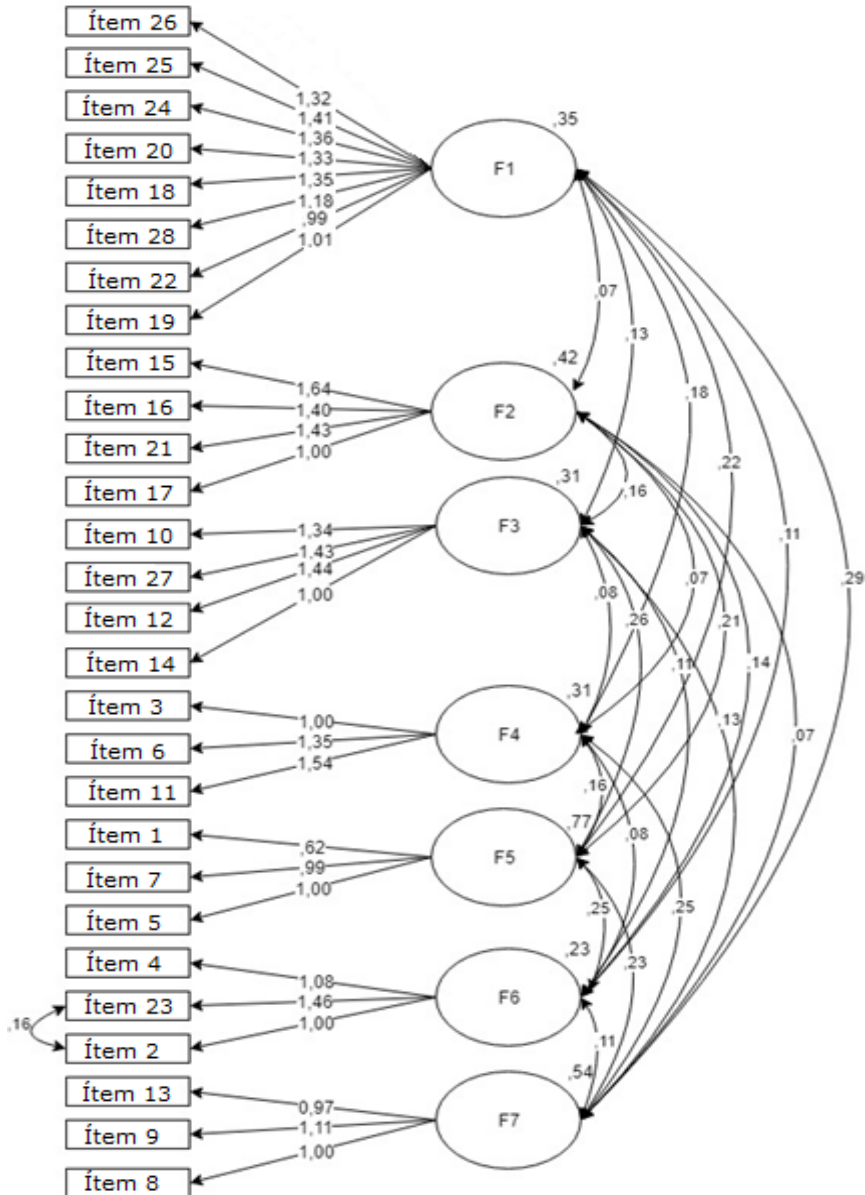 Ítem 26
Ítem 25
Ítem 24
Ítem 20
Ítem 18
Ítem 28
Ítem 22
Ítem 19
Ítem 15
Ítem 16
Ítem 21
Ítem 17
Ítem 10
Ítem 27
Ítem 12
Ítem 14
Ítem 3
Ítem 6
Ítem 11
Ítem 1
Ítem 7
Ítem 5
Ítem 4
Ítem 23
Ítem 2
Ítem 13
Ítem 9
Ítem 8
,16
1,32
1,41
1,36
1,33
1,35
1,18
,99
1,01
1,64
1,40
1,43
1,00
1,34
1,43
1,44
1,00
1,00
1,35
1,54
,62
,99
1,00
1,08
1,46
1,00
0,97
1,11
1,00
,35
F1
,42
F2
,31
F3
,31
F4
,77
F5
,23
F6
,54
F7
,07
,13
,18
,22
,11
,29
,16
,07
,21
,14
,07
,08
,26
,11
,13
,16
,08
,25
,25
,23
,11